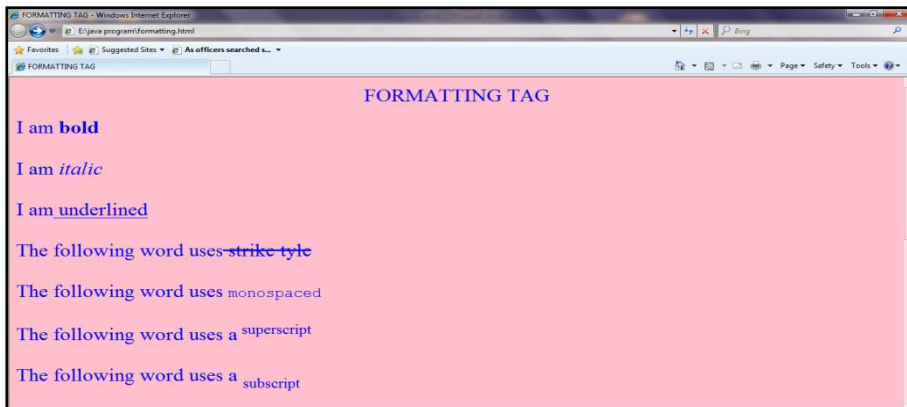 FORMATTING TAG - Windows Internet Explorer
E:\java program\formatting.html
Bing
Favorites Suggested Sites As officers searched s...
FORMATTING TAG
Page Safety Tools
FORMATTING TAG
I am bold
I am italic
I am underlined
The following word uses strike tyle
The following word uses monospaced
The following word uses a superscript
The following word uses a subscript